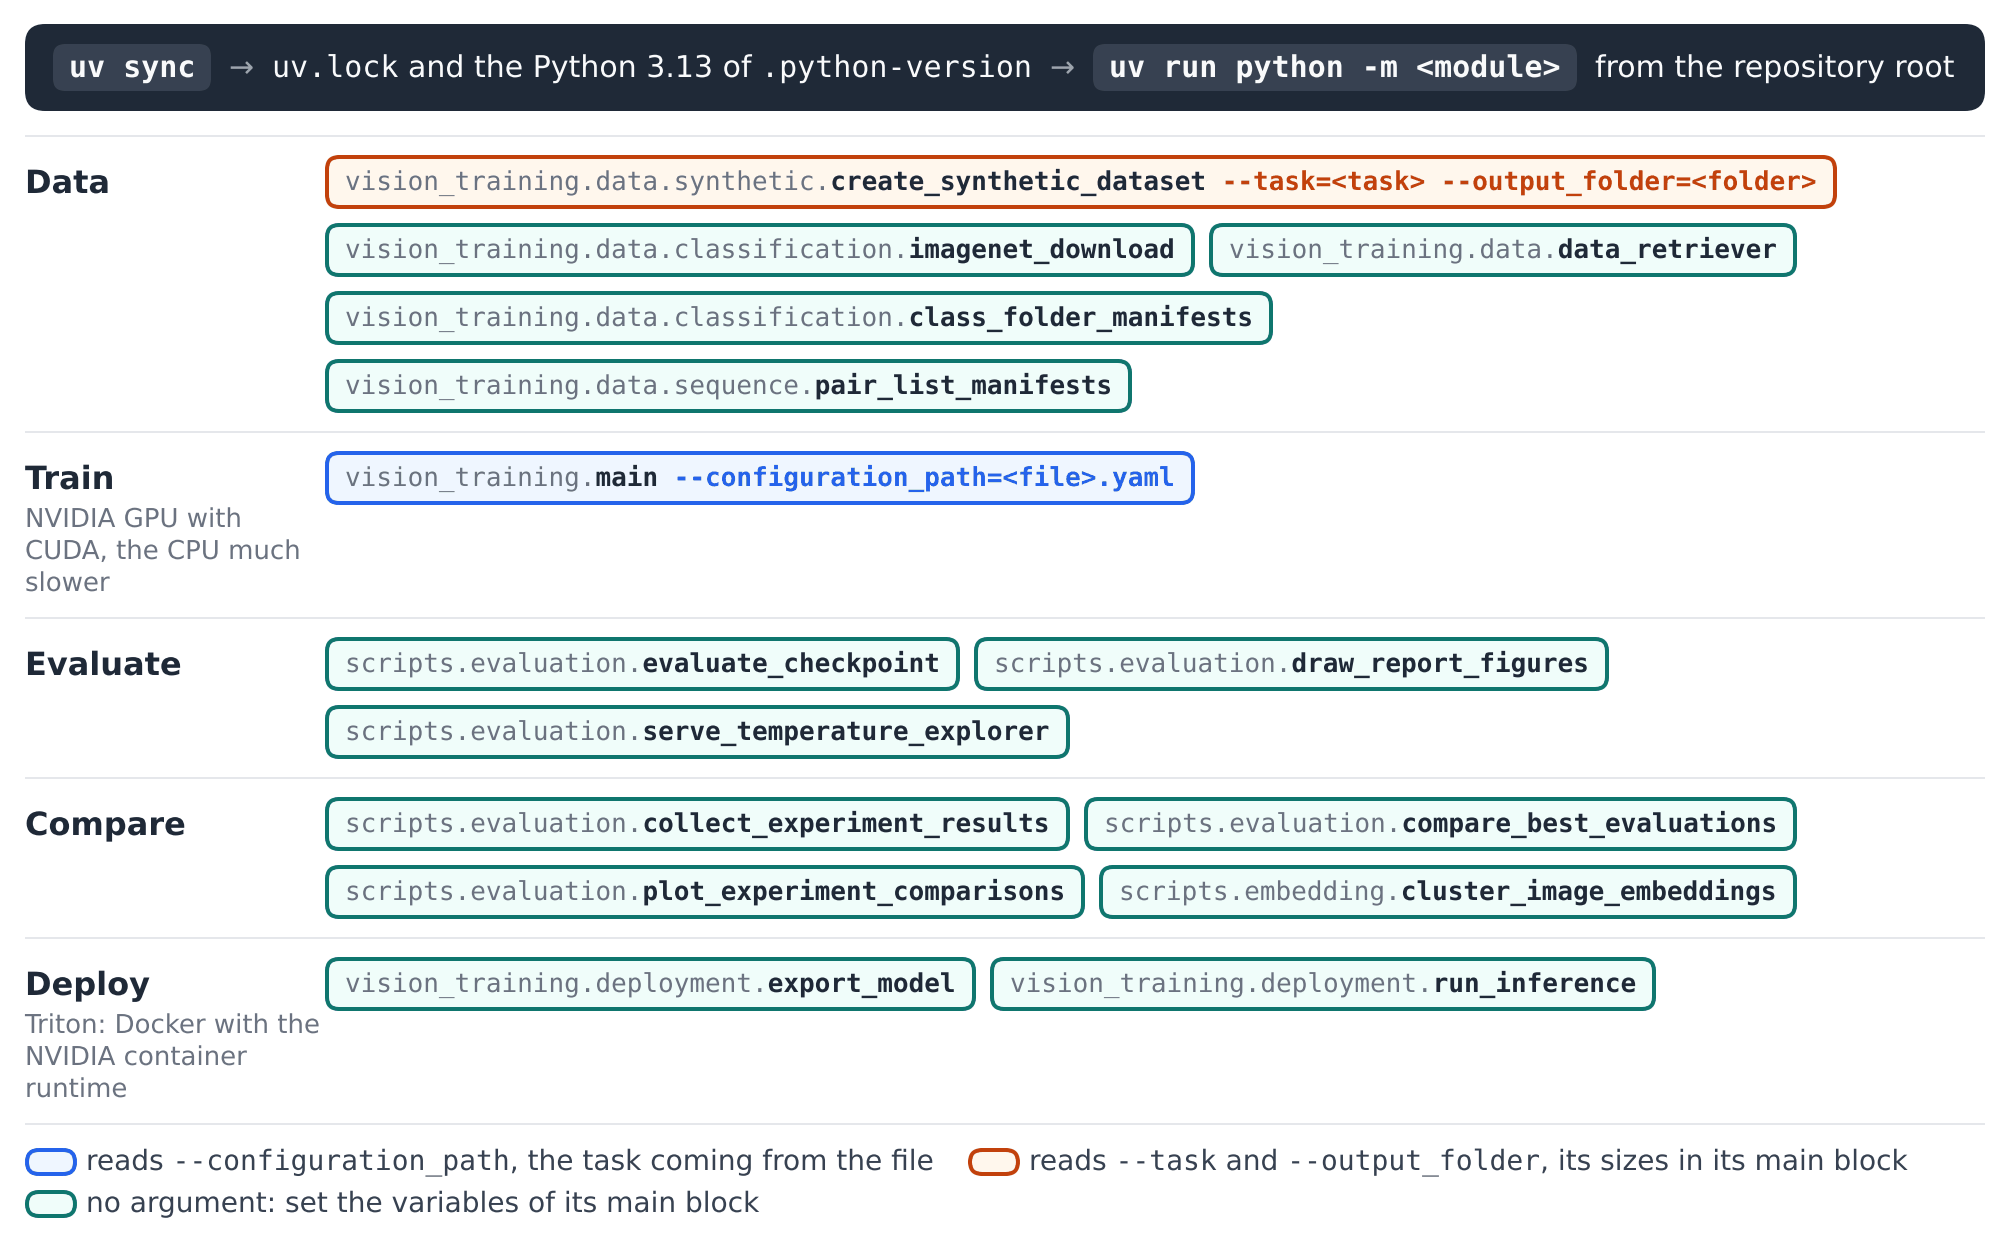 uv sync → uv.lock and the Python 3.13 of .python-version → uv run python -m <module> from the repository root
Data
vision_training.data.synthetic.create_synthetic_dataset --task=<task> --output_folder=<folder>
vision_training.data.classification.imagenet_download vision_training.data.data_retriever
vision_training.data.classification.class_folder_manifests
vision_training.data.sequence.pair_list_manifests
Train
vision_training.main --configuration_path=<file>.yaml
NVIDIA GPU with
CUDA, the CPU much
slower
Evaluate
scripts.evaluation.evaluate_checkpoint scripts.evaluation.draw_report_figures
scripts.evaluation.serve_temperature_explorer
Compare
scripts.evaluation.collect_experiment_results scripts.evaluation.compare_best_evaluations
scripts.evaluation.plot_experiment_comparisons scripts.embedding.cluster_image_embeddings
Deploy
vision_training.deployment.export_model vision_training.deployment.run_inference
Triton: Docker with the
NVIDIA container
runtime
reads --configuration_path, the task coming from the file reads --task and --output_folder, its sizes in its main block
no argument: set the variables of its main block